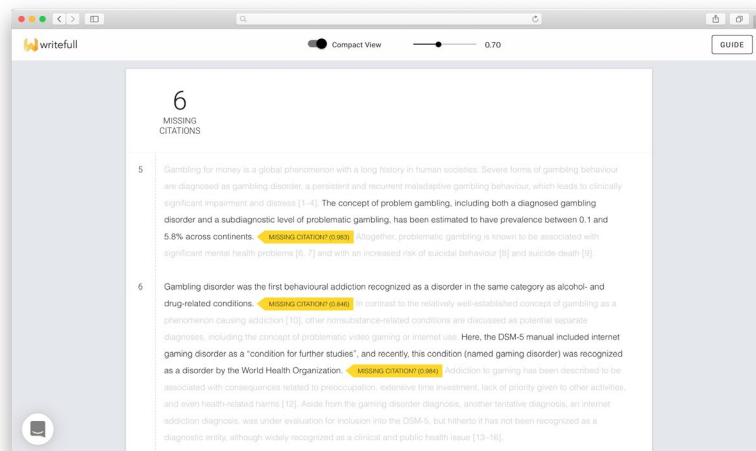 writefull
Compact View
0.70
GUIDE
6
MISSING
CITATIONS
5
Gambling for money is a global phenomenon with a long history in human societies. Severe forms of gambling behaviour
are diagnosed as gambling disorder, a persistent and recurrent maladaptive gambling behaviour, which leads to clinically
significant impairment and distress [1-4]. The concept of problem gambling, including both a diagnosed gambling
disorder and a subdiagnostic level of problematic gambling, has been estimated to have prevalence between 0.1 and
5.8% across continents. MISSING CITATION? (0.983) Altogether, problematic gambling is known to be associated with
significant mental health problems [6, 7] and with an increased risk of suicidal behaviour [8] and suicide death [9].
6
Gambling disorder was the first behavioural addiction recognized as a disorder in the same category as alcohol- and
drug-related conditions. MISSING CITATION? (0.846) In contrast to the relatively well-established concept of gambling as a
phenomenon causing addiction [10], other nonsubstance-related conditions are discussed as potential separate
diagnoses, including the concept of problematic video gaming or internet use. Here, the DSM-5 manual included internet
gaming disorder as a “condition for further studies”, and recently, this condition (named gaming disorder) was recognized
as a disorder by the World Health Organization. MISSING CITATION? (0.984) Addiction to gaming has been described to be
associated with consequences related to preoccupation, extensive time investment, lack of priority given to other activities,
and even health-related harms [12]. Aside from the gaming disorder diagnosis, another tentative diagnosis, an internet
addiction diagnosis, was under evaluation for inclusion into the DSM-5, but hitherto it has not been recognized as a
diagnostic entity, although widely recognized as a clinical and public health issue [13-16].